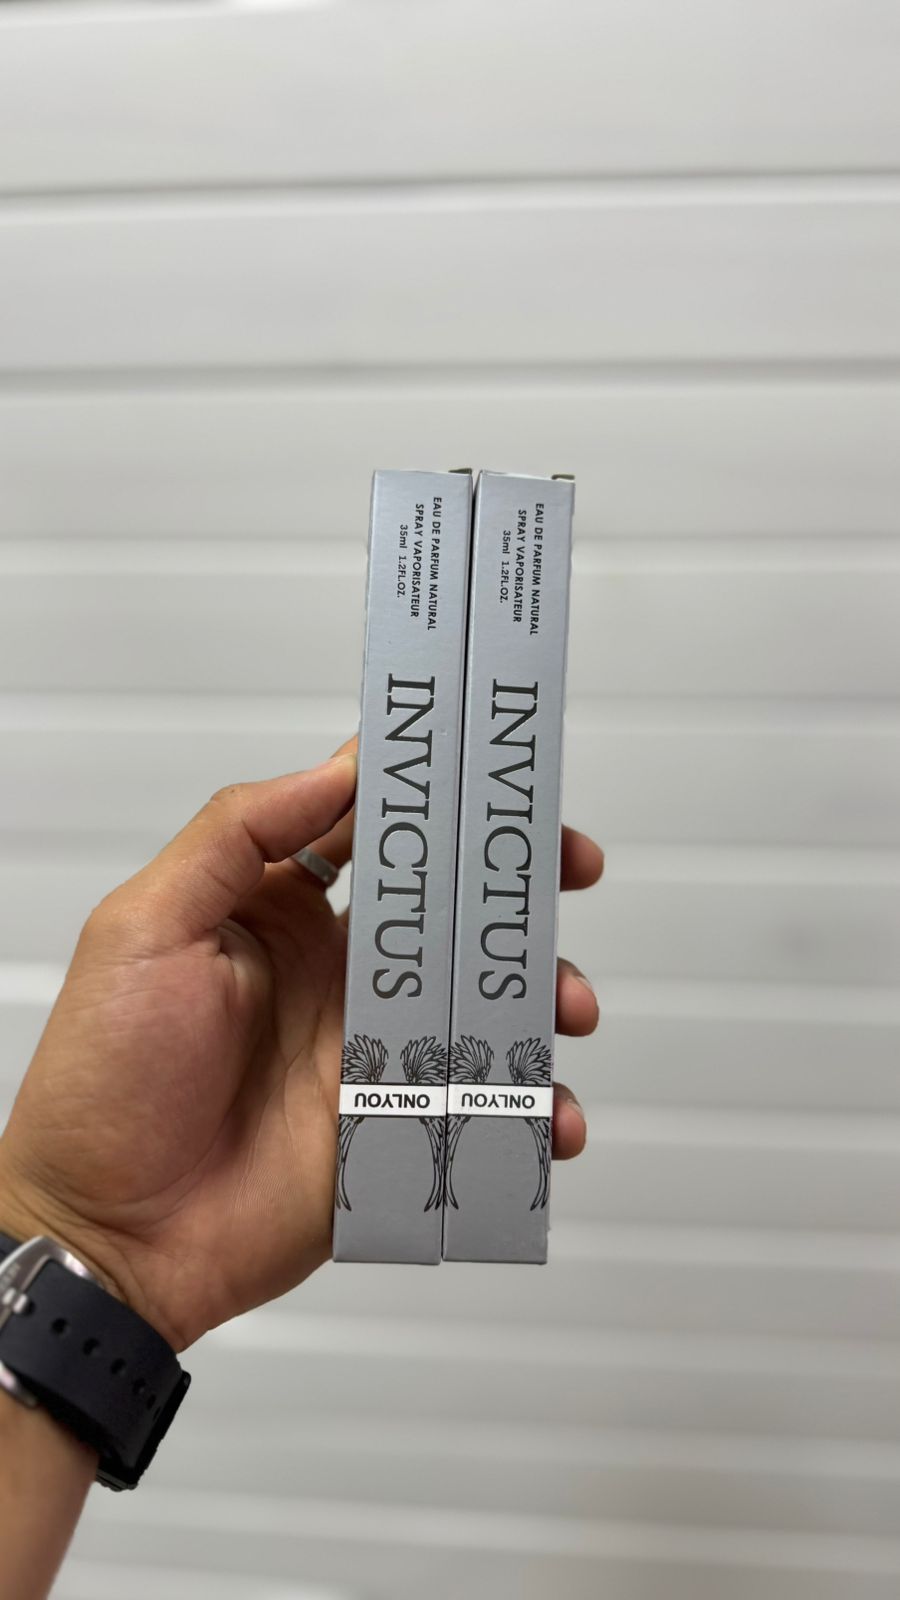 EAU DE PARFUM NATURAL
SPRAY VAPORISATEUR
35ml 1.2FL.OZ.
INVICTUS
ONLYOU
EAU DE PARFUM NATURAL
SPRAY VAPORISATEUR
35ml 1.2FL.OZ.
INVICTUS
ONLYOU